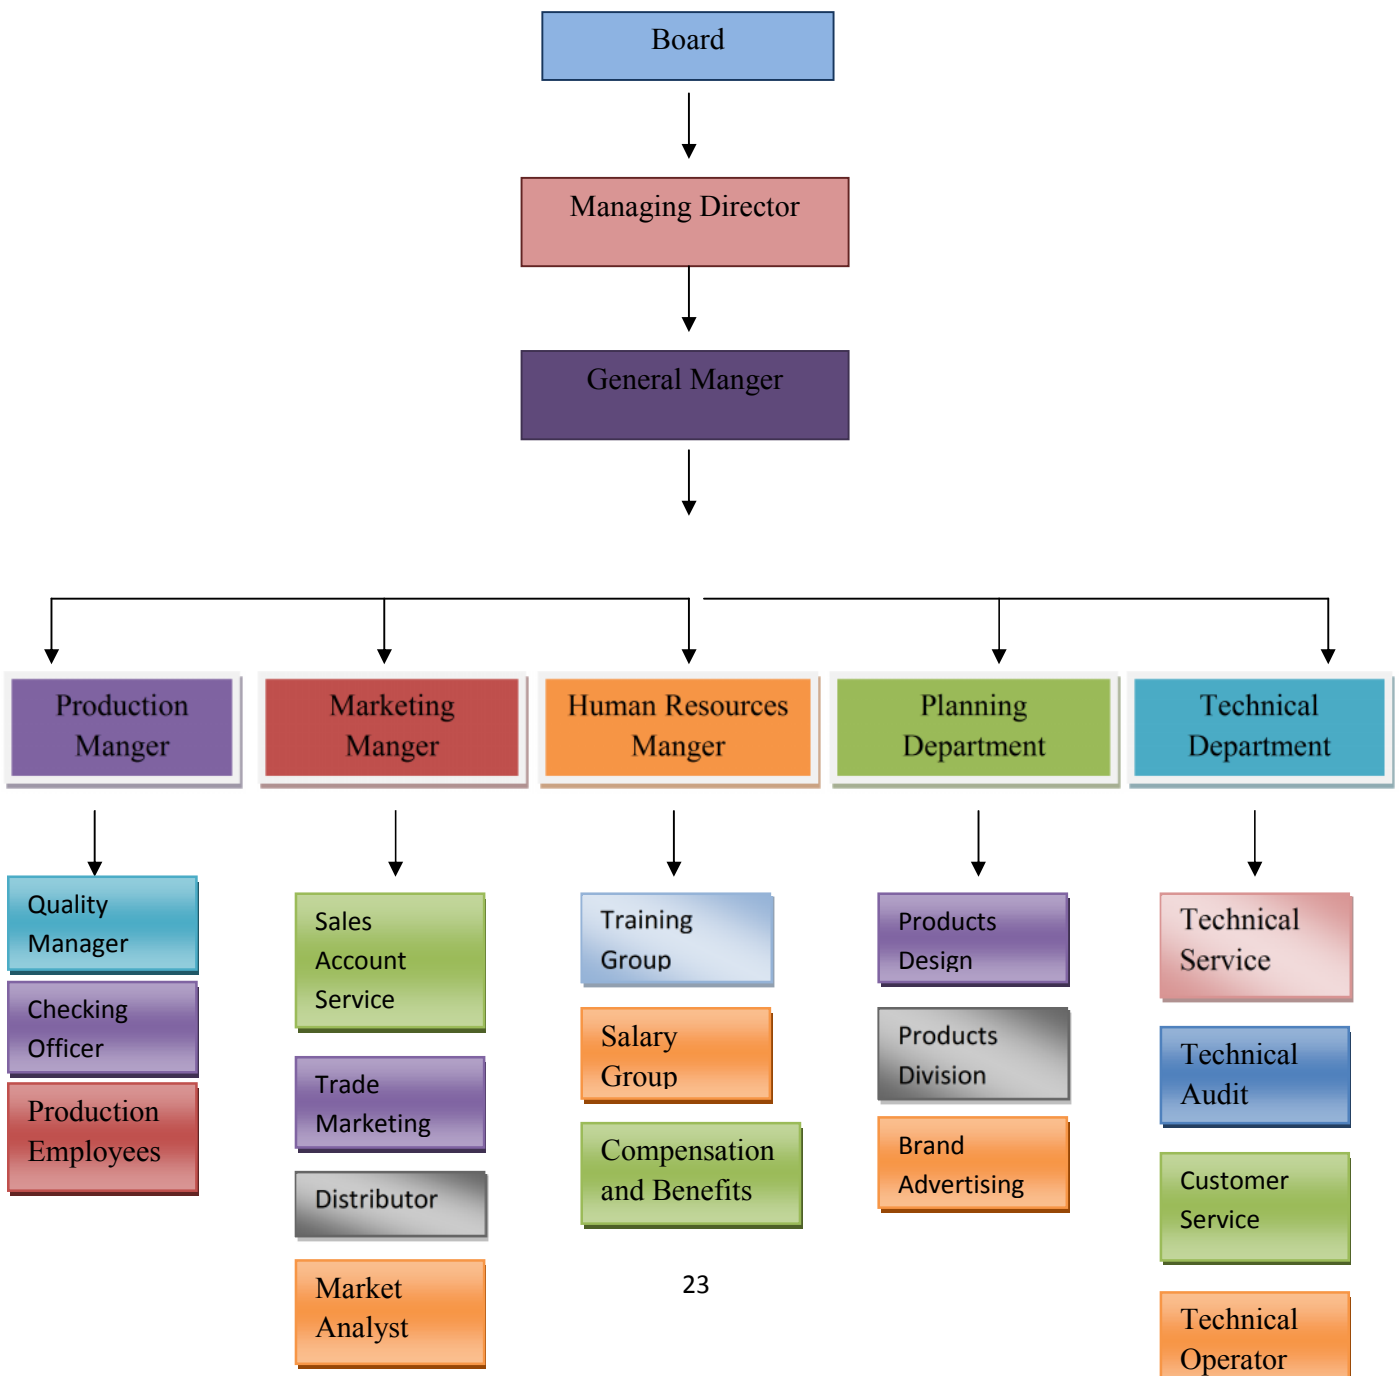 Board
Managing Director
General Manger
Production
Manger
Marketing
Manger
Human Resources
Manger
Planning
Department
Technical
Department
Quality
Manager
Checking
Officer
Production
Employees
Sales
Account
Service
Trade
Marketing
Distributor
Market
Analyst
Training
Group
Salary
Group
Compensation
and Benefits
Products
Design
Products
Division
Brand
Advertising
Technical
Service
Technical
Audit
Customer
Service
Technical
Operator
23